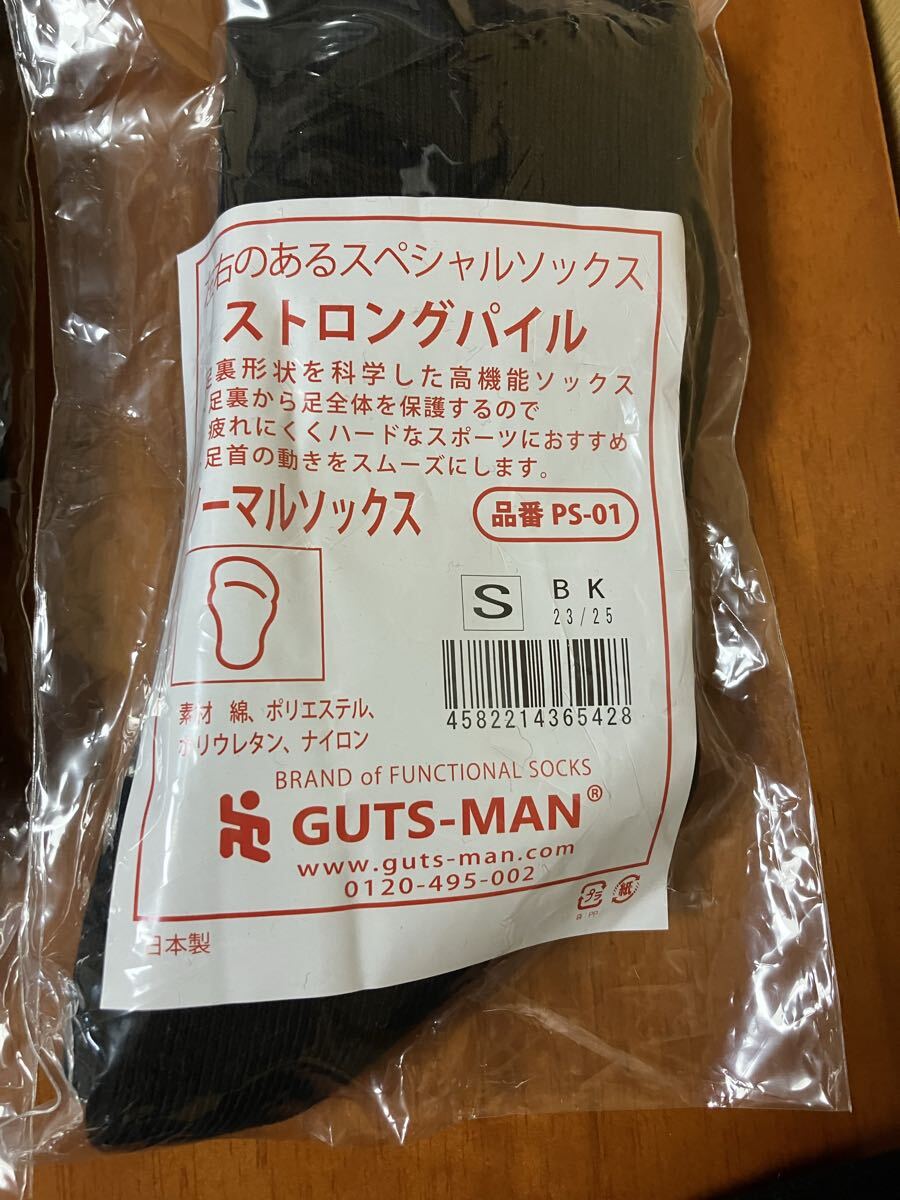 左右のあるスペシャルソックス
ストロングパイル
足裏形状を科学した高機能ソックス
足裏から足全体を保護するので
疲れにくくハードなスポーツにおすすめ
足首の動きをスムーズにします。
ノーマルソックス
品番 PS-01
S
BK
23/25
4582214365428
素材 綿、ポリエステル、
ポリウレタン、ナイロン
BRAND of FUNCTIONAL SOCKS
GUTS-MAN®
www.guts-man.com
0120-495-002
プラ
紙
袋:PP
日本製